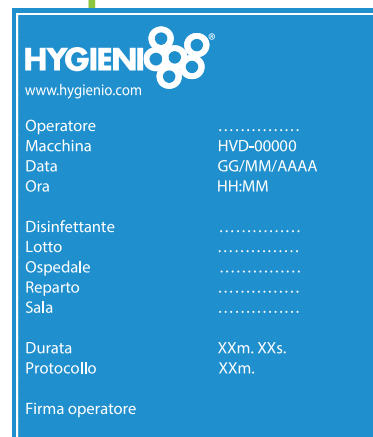 HYGIENIO®
www.hygienio.com
Operatore ...............
Macchina HVD-00000
Data GG/MM/AAAA
Ora HH:MM
Disinfettante ...............
Lotto ...............
Ospedale ...............
Reparto ...............
Sala ...............
Durata XXm. XXs.
Protocollo XXm.
Firma operatore